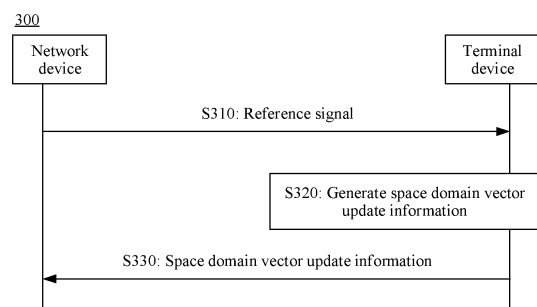 300
Network
device
Terminal
device
S310: Reference signal
S320: Generate space domain vector
update information
S330: Space domain vector update information